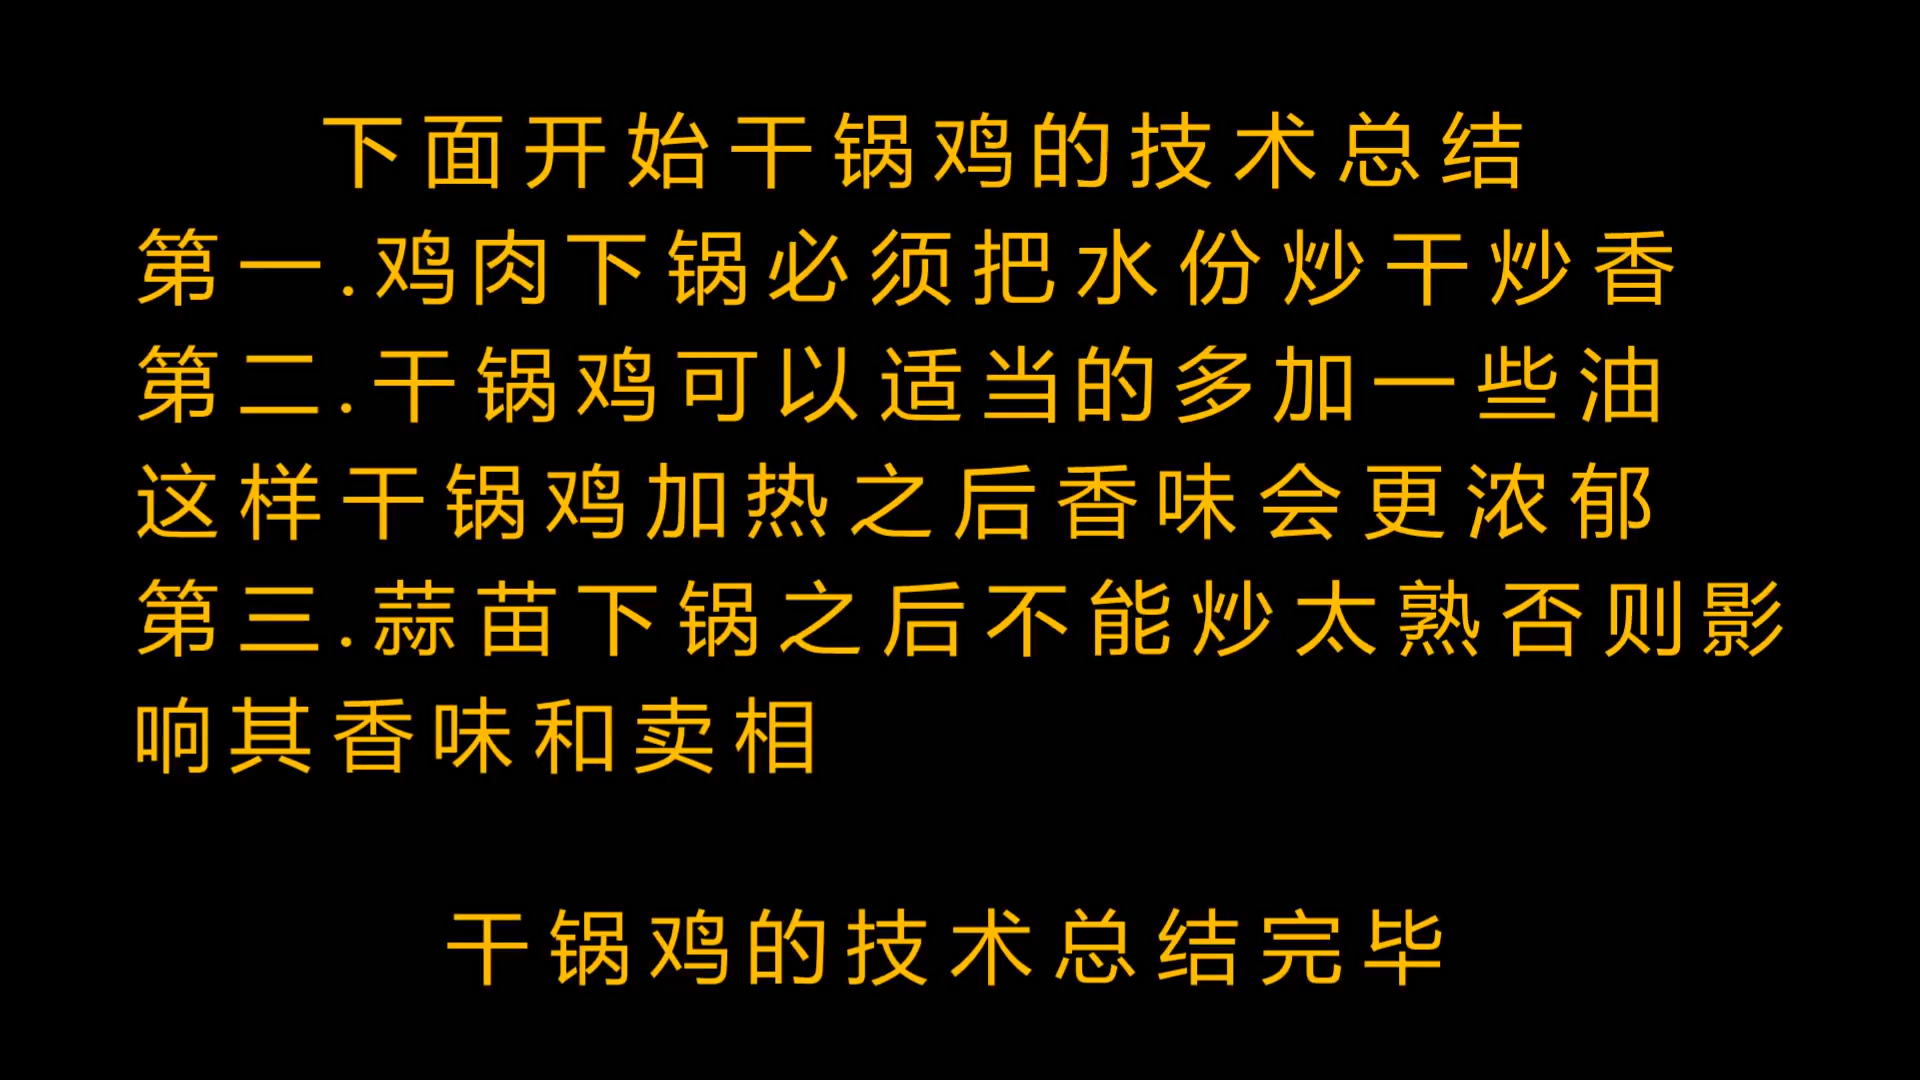 下面开始干锅鸡的技术总结
第一.鸡肉下锅必须把水份炒干炒香
第二.干锅鸡可以适当的多加一些油
这样干锅鸡加热之后香味会更浓郁
第三.蒜苗下锅之后不能炒太熟否则影
响其香味和卖相
干锅鸡的技术总结完毕